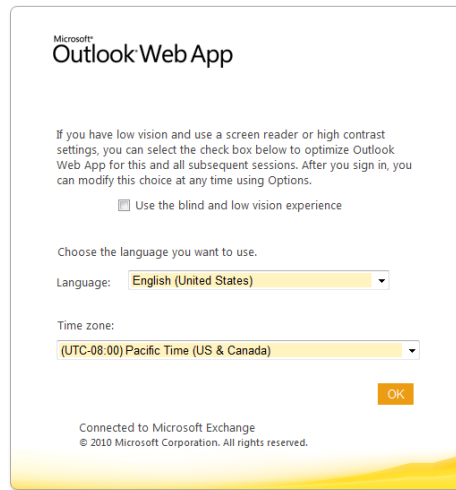 Microsoft®
Outlook Web App
If you have low vision and use a screen reader or high contrast
settings, you can select the check box below to optimize Outlook
Web App for this and all subsequent sessions. After you sign in, you
can modify this choice at any time using Options.
Use the blind and low vision experience
Choose the language you want to use.
Language: English (United States)
Time zone:
(UTC-08:00) Pacific Time (US & Canada)
OK
Connected to Microsoft Exchange
© 2010 Microsoft Corporation. All rights reserved.